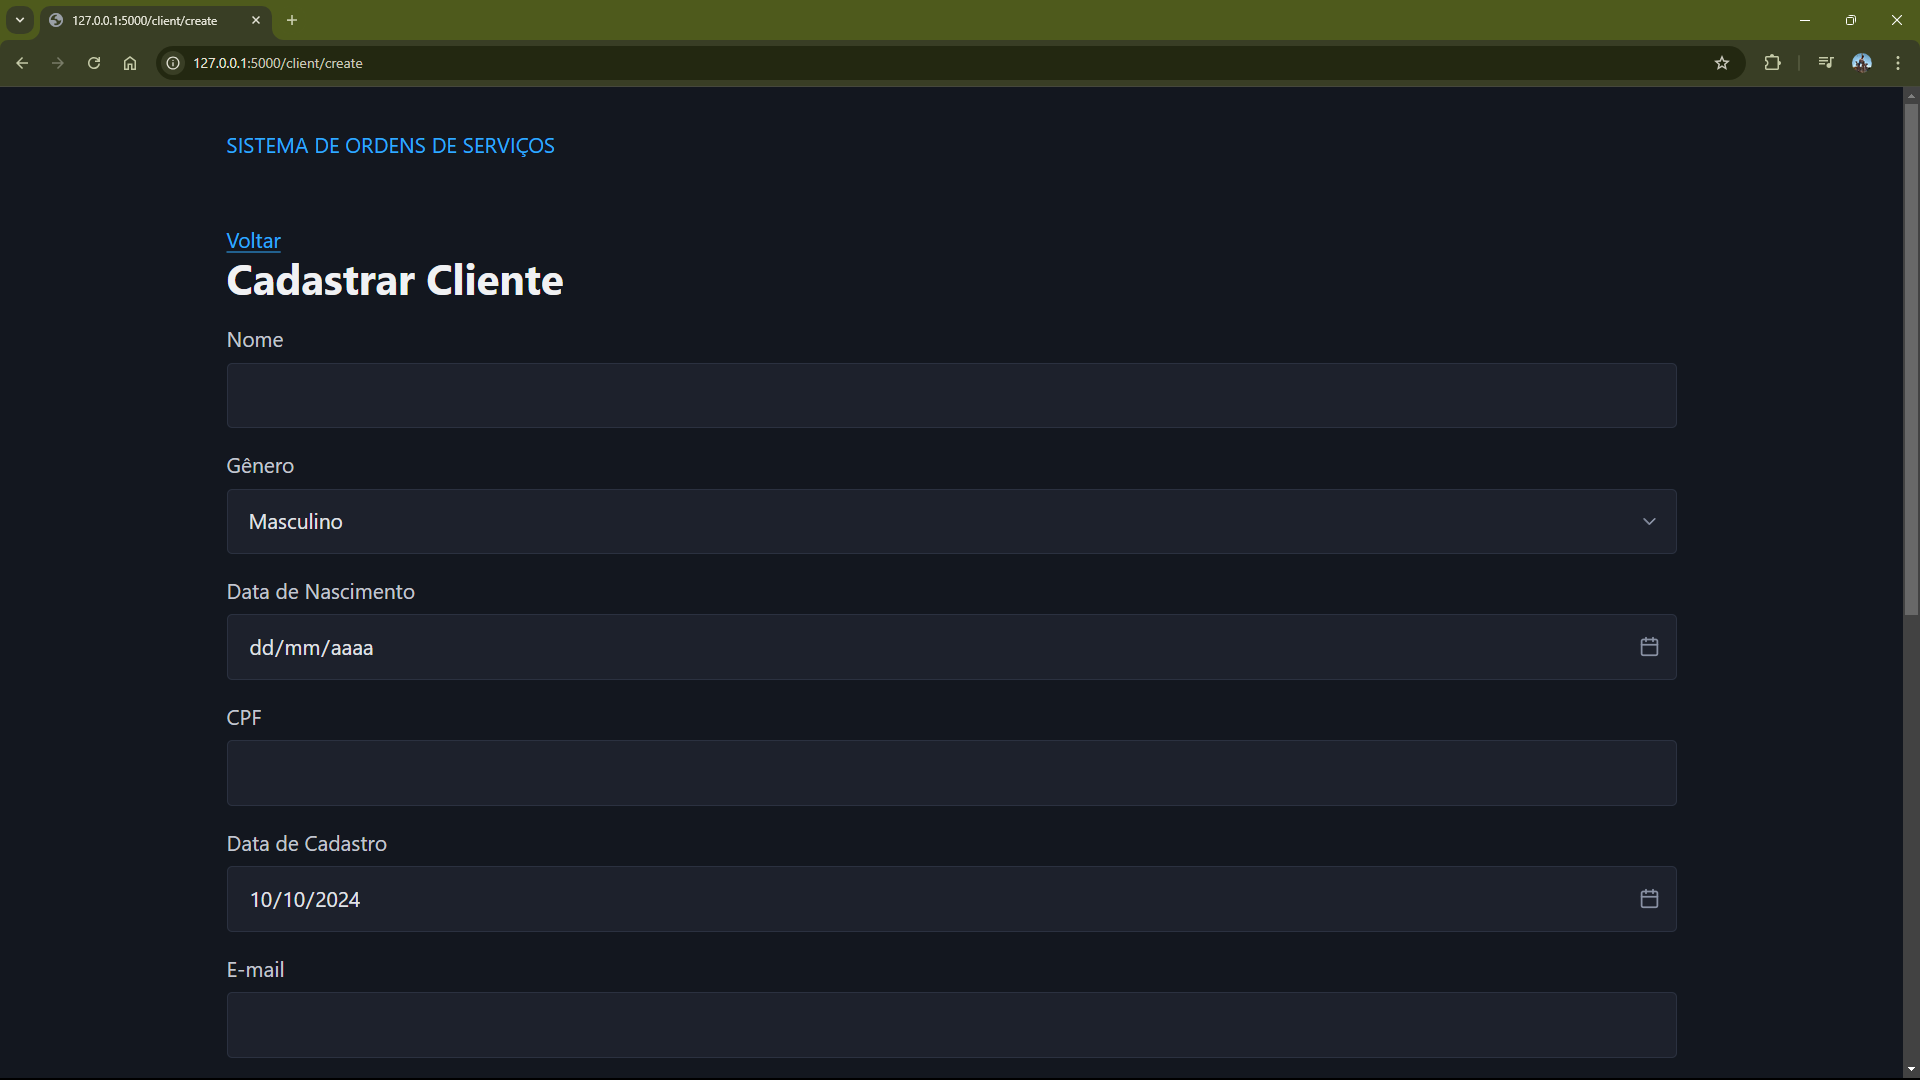 127.0.0.1:5000/client/create
127.0.0.1:5000/client/create
SISTEMA DE ORDENS DE SERVIÇOS
Voltar
Cadastrar Cliente
Nome
Gênero
Masculino
Data de Nascimento
dd/mm/aaaa
CPF
Data de Cadastro
10/10/2024
E-mail